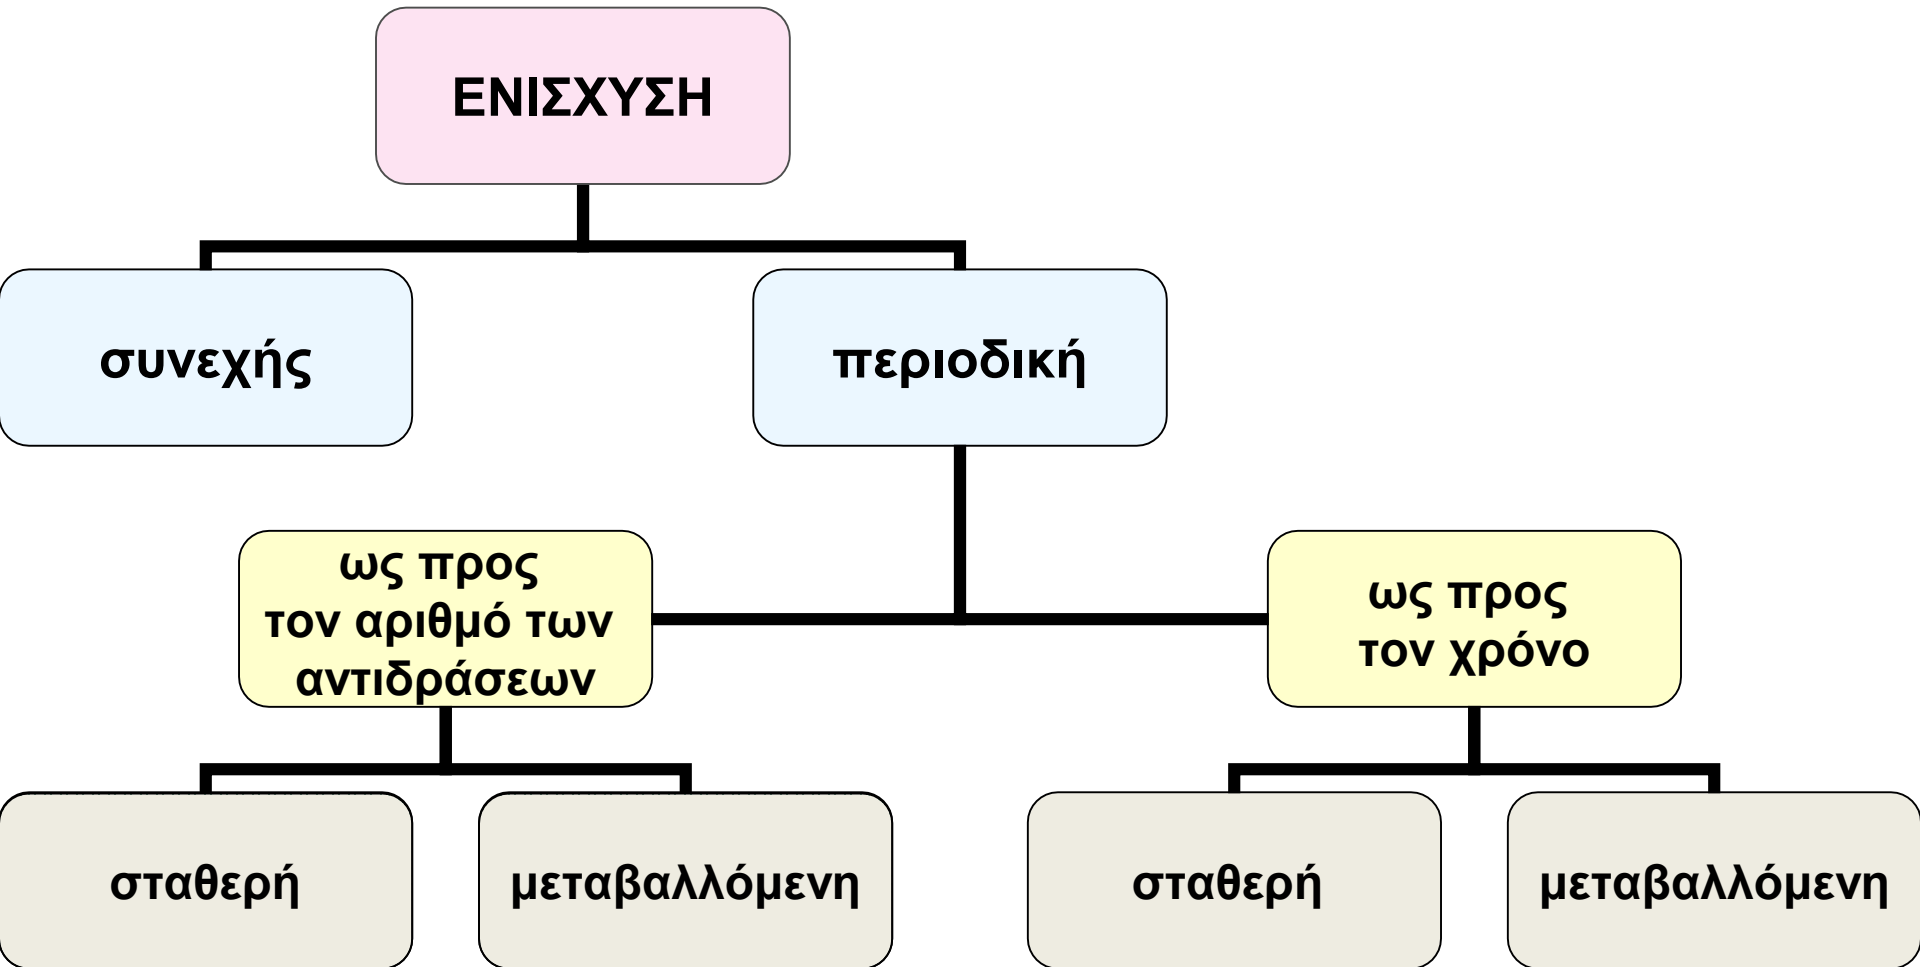 ΕΝΙΣΧΥΣΗ
συνεχής
περιοδική
ως προς
τον αριθμό των
αντιδράσεων
ως προς
τον χρόνο
σταθερή
μεταβαλλόμενη
σταθερή
μεταβαλλόμενη